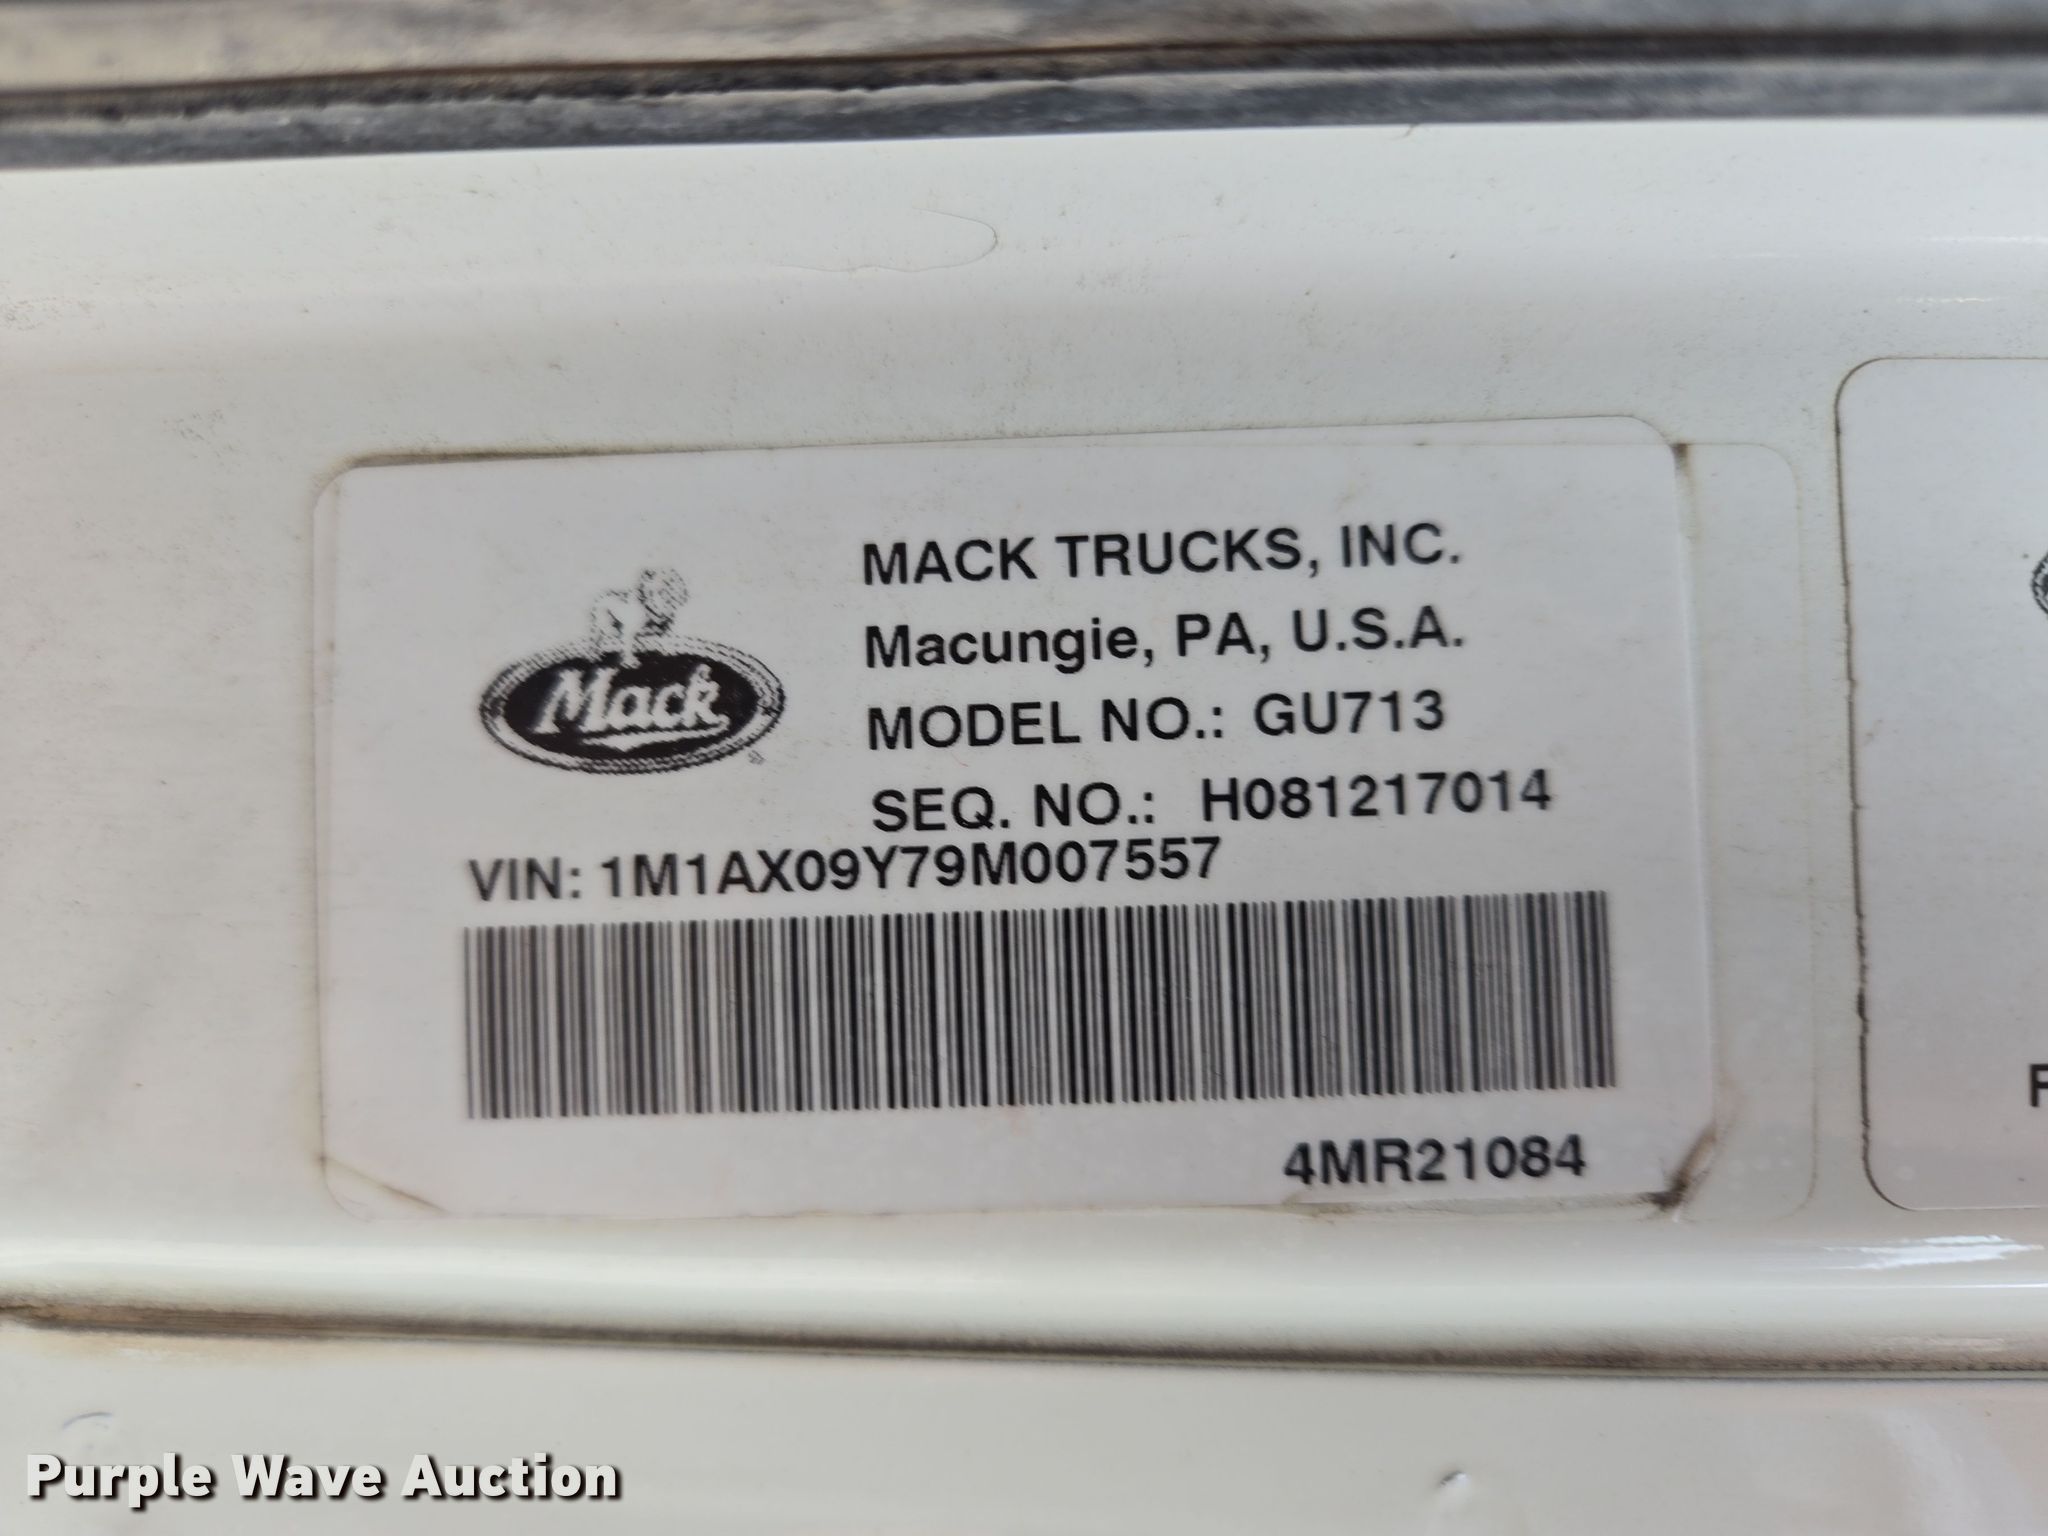 MACK TRUCKS, INC.
Macungie, PA, U.S.A.
Mack
®
MODEL NO.: GU713
SEQ. NO.: H081217014
VIN: 1M1AX09Y79M007557
4MR21084
F
Purple Wave Auction